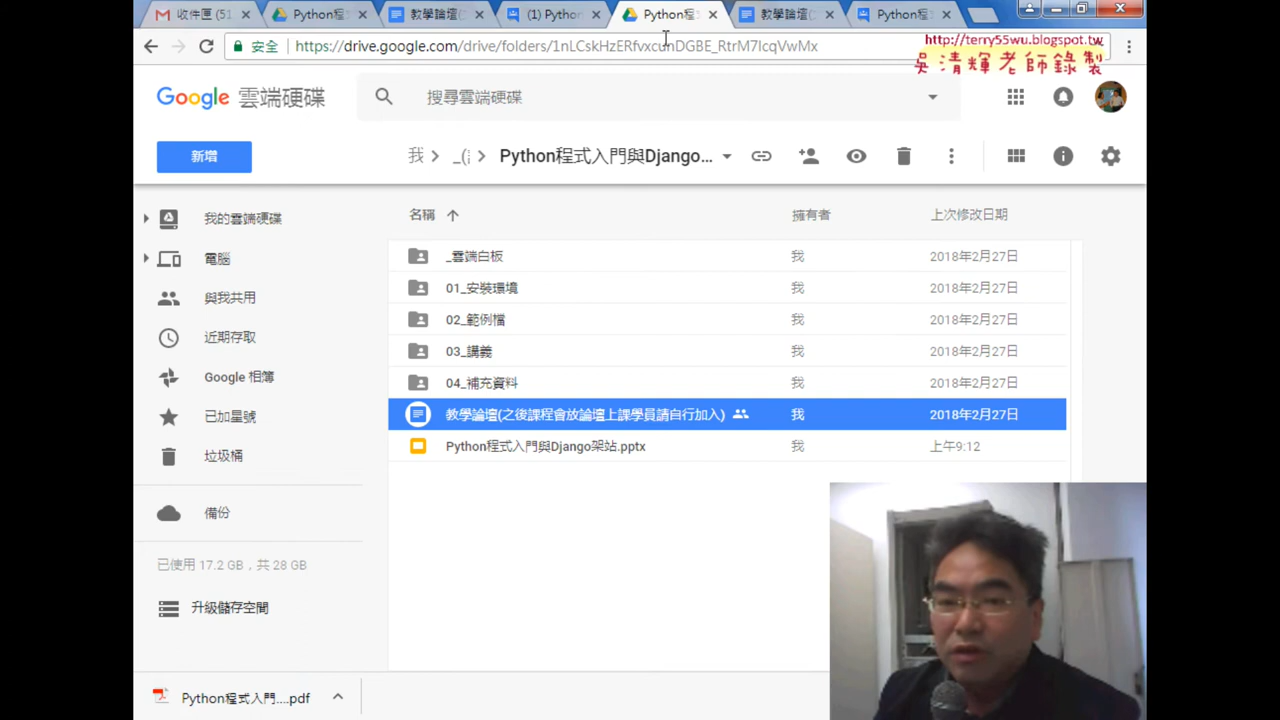 收件匣 (51
Python程
教學論壇(
(1) Python
Python程
教學論壇(
Python程
安全
https://drive.google.com/drive/folders/1nLCskHzERfvxcuhDGBE_RtrM7IcqVwMx
http://terry55wu.blogspot.tw
吳清輝老師錄製
Google 雲端硬碟
搜尋雲端硬碟
新增
我 > _(i > Python程式入門與Django...
我的雲端硬碟
電腦
與我共用
近期存取
Google 相簿
已加星號
垃圾桶
備份
已使用 17.2 GB，共 28 GB
升級儲存空間
名稱 擁有者 上次修改日期
_雲端白板 我 2018年2月27日
01_安裝環境 我 2018年2月27日
02_範例檔 我 2018年2月27日
03_講義 我 2018年2月27日
04_補充資料 我 2018年2月27日
教學論壇(之後課程會放論壇上課學員請自行加入) 我 2018年2月27日
Python程式入門與Django架站.pptx 我 上午9:12
Python程式入門....pdf